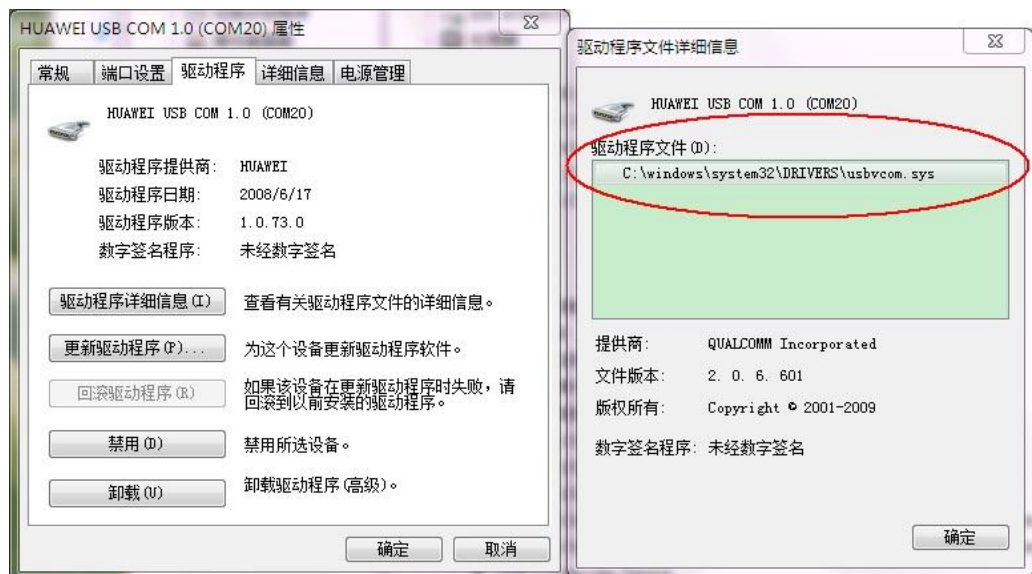 HUAWEI USB COM 1.0 (COM20) 属性
常规 端口设置 驱动程序 详细信息 电源管理
HUAWEI USB COM 1.0 (COM20)
驱动程序提供商: HUAWEI
驱动程序日期: 2008/6/17
驱动程序版本: 1.0.73.0
数字签名程序: 未经数字签名
驱动程序详细信息(I) 查看有关驱动程序文件的详细信息。
更新驱动程序(P)... 为这个设备更新驱动程序软件。
回滚驱动程序(R) 如果该设备在更新驱动程序时失败，请
回滚到以前安装的驱动程序。
禁用(D) 禁用所选设备。
卸载(U) 卸载驱动程序(高级)。
确定 取消
驱动程序文件详细信息
HUAWEI USB COM 1.0 (COM20)
驱动程序文件(D):
C:\windows\system32\DRIVERS\usbvcom.sys
提供商: QUALCOMM Incorporated
文件版本: 2. 0. 6. 601
版权所有: Copyright © 2001-2009
数字签名程序: 未经数字签名
确定